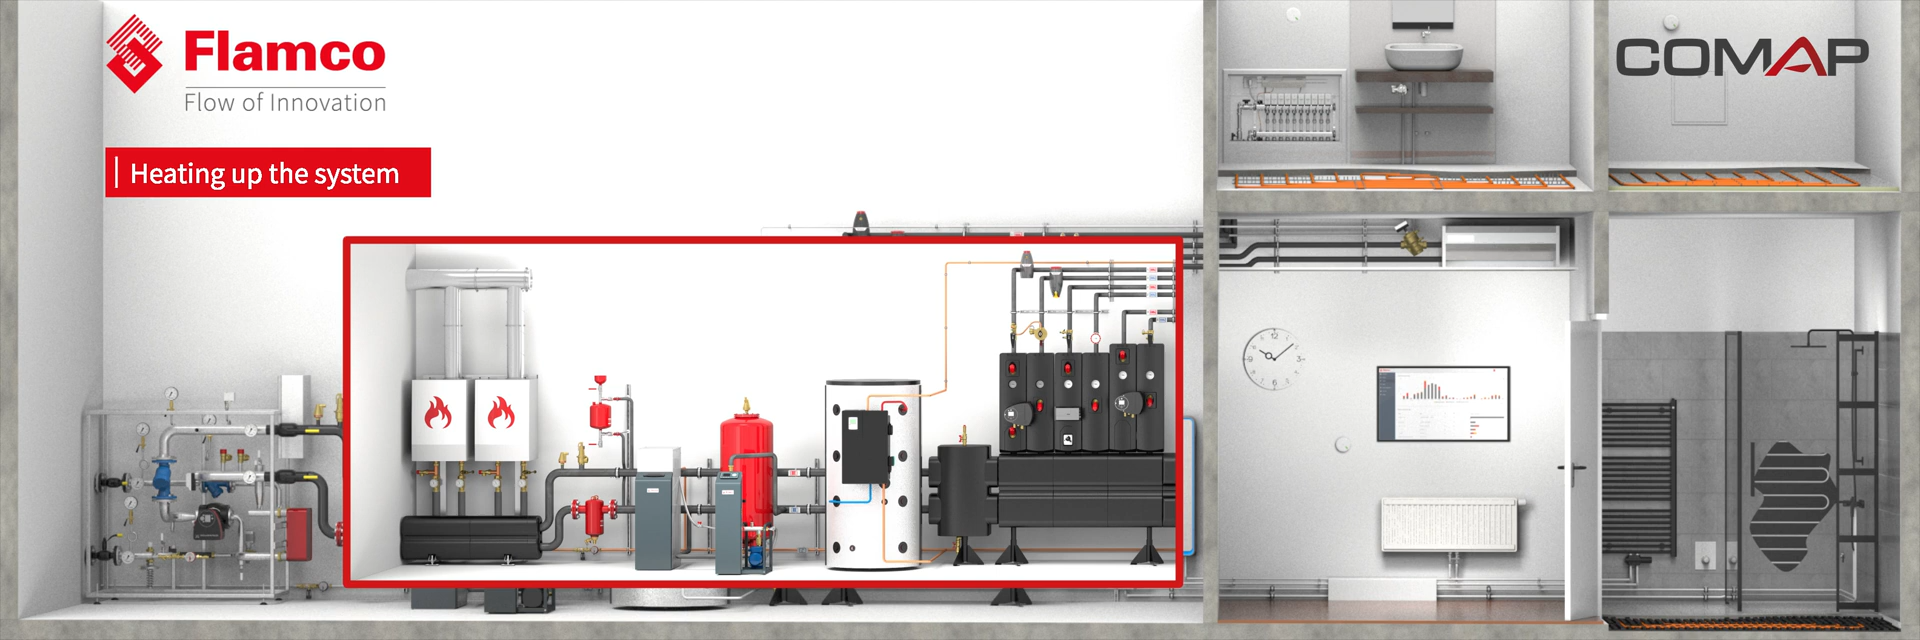 Flamco
Flow of Innovation
Heating up the system
COMAP